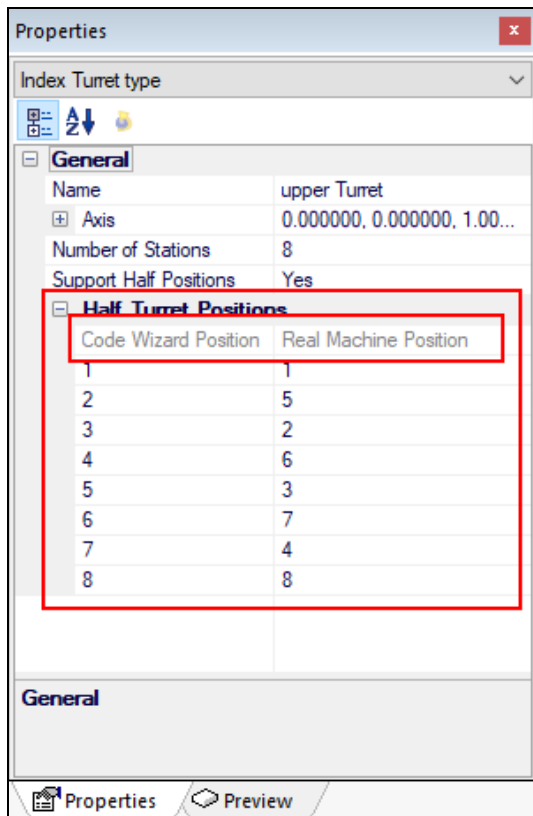 Properties
x
Index Turret type
General
Name upper Turret
Axis 0.000000, 0.000000, 1.00...
Number of Stations 8
Support Half Positions Yes
Half Turret Positions
Code Wizard Position Real Machine Position
1 1
2 5
3 2
4 6
5 3
6 7
7 4
8 8
General
Properties Preview